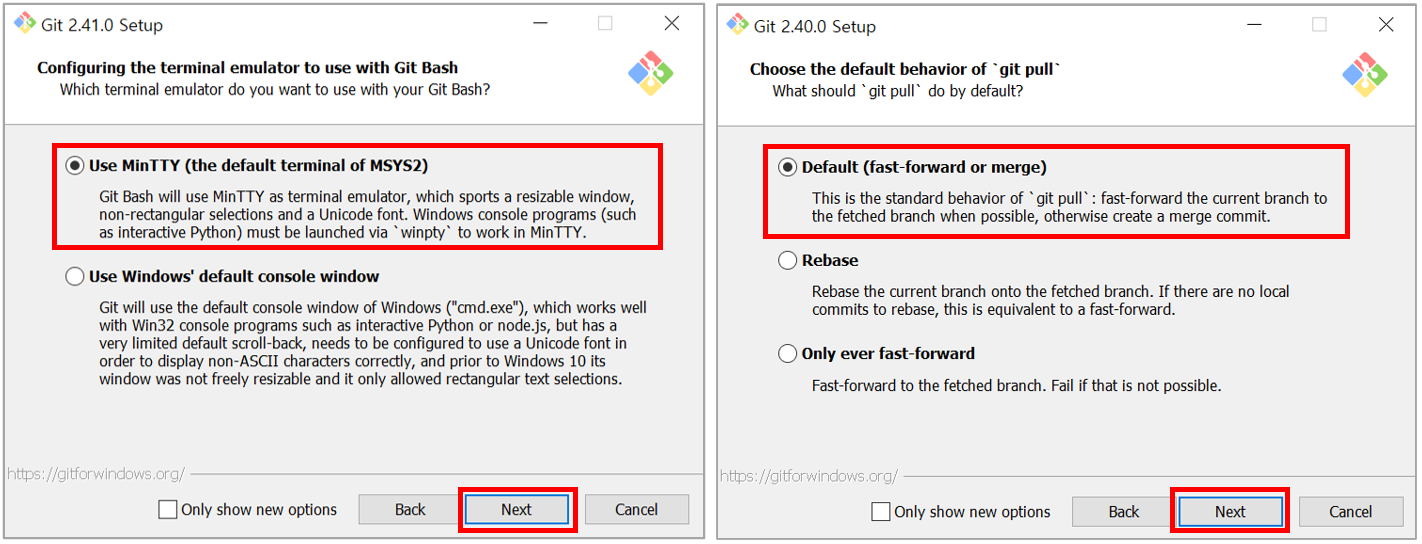 Git 2.41.0 Setup
Configuring the terminal emulator to use with Git Bash
Which terminal emulator do you want to use with your Git Bash?
Use MinTTY (the default terminal of MSYS2)
Git Bash will use MinTTY as terminal emulator, which sports a resizable window,
non-rectangular selections and a Unicode font. Windows console programs (such
as interactive Python) must be launched via `winpty` to work in MinTTY.
Use Windows' default console window
Git will use the default console window of Windows ("cmd.exe"), which works well
with Win32 console programs such as interactive Python or node.js, but has a
very limited default scroll-back, needs to be configured to use a Unicode font in
order to display non-ASCII characters correctly, and prior to Windows 10 its
window was not freely resizable and it only allowed rectangular text selections.
https://gitforwindows.org/
Only show new options
Back
Next
Cancel
Git 2.40.0 Setup
Choose the default behavior of `git pull`
What should `git pull` do by default?
Default (fast-forward or merge)
This is the standard behavior of `git pull`: fast-forward the current branch to
the fetched branch when possible, otherwise create a merge commit.
Rebase
Rebase the current branch onto the fetched branch. If there are no local
commits to rebase, this is equivalent to a fast-forward.
Only ever fast-forward
Fast-forward to the fetched branch. Fail if that is not possible.
https://gitforwindows.org/
Only show new options
Back
Next
Cancel